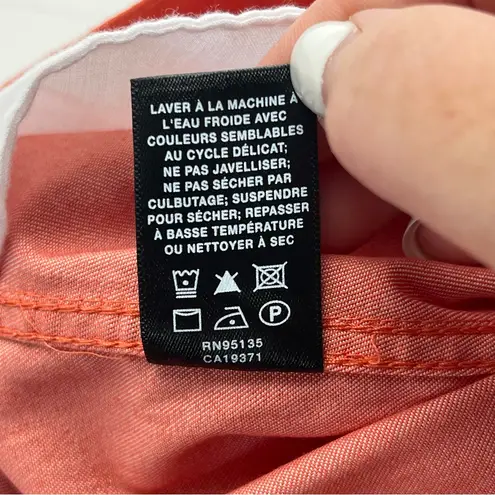 LAVER À LA MACHINE À
L'EAU FROIDE AVEC
COULEURS SEMBLABLES
AU CYCLE DÉLICAT;
NE PAS JAVELLISER;
NE PAS SÉCHER PAR
CULBUTAGE; SUSPENDRE
POUR SÉCHER; REPASSER
À BASSE TEMPÉRATURE
OU NETTOYER À SEC
P
RN95135
CA19371